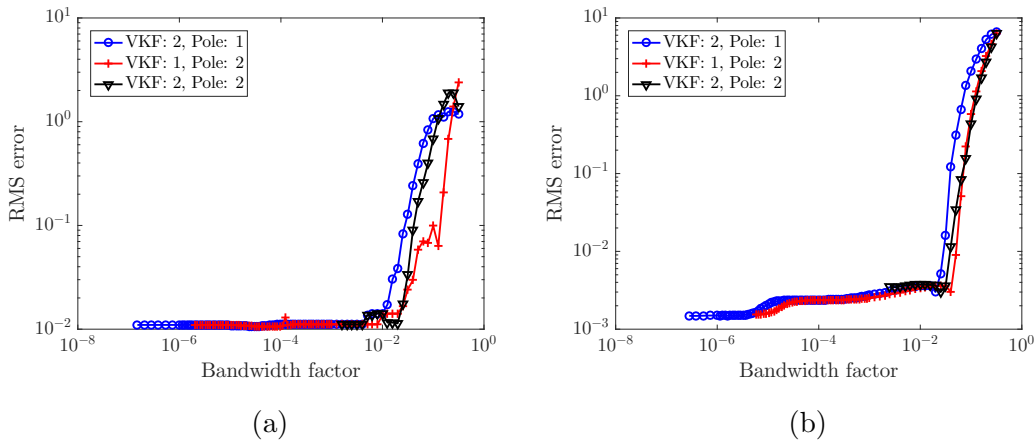 10^1
10^0
10^-1
10^-2
RMS error
VKF: 2, Pole: 1
VKF: 1, Pole: 2
VKF: 2, Pole: 2
10^-8 10^-6 10^-4 10^-2 10^0
Bandwidth factor
(a)
10^1
10^0
10^-1
10^-2
10^-3
RMS error
VKF: 2, Pole: 1
VKF: 1, Pole: 2
VKF: 2, Pole: 2
10^-8 10^-6 10^-4 10^-2 10^0
Bandwidth factor
(b)